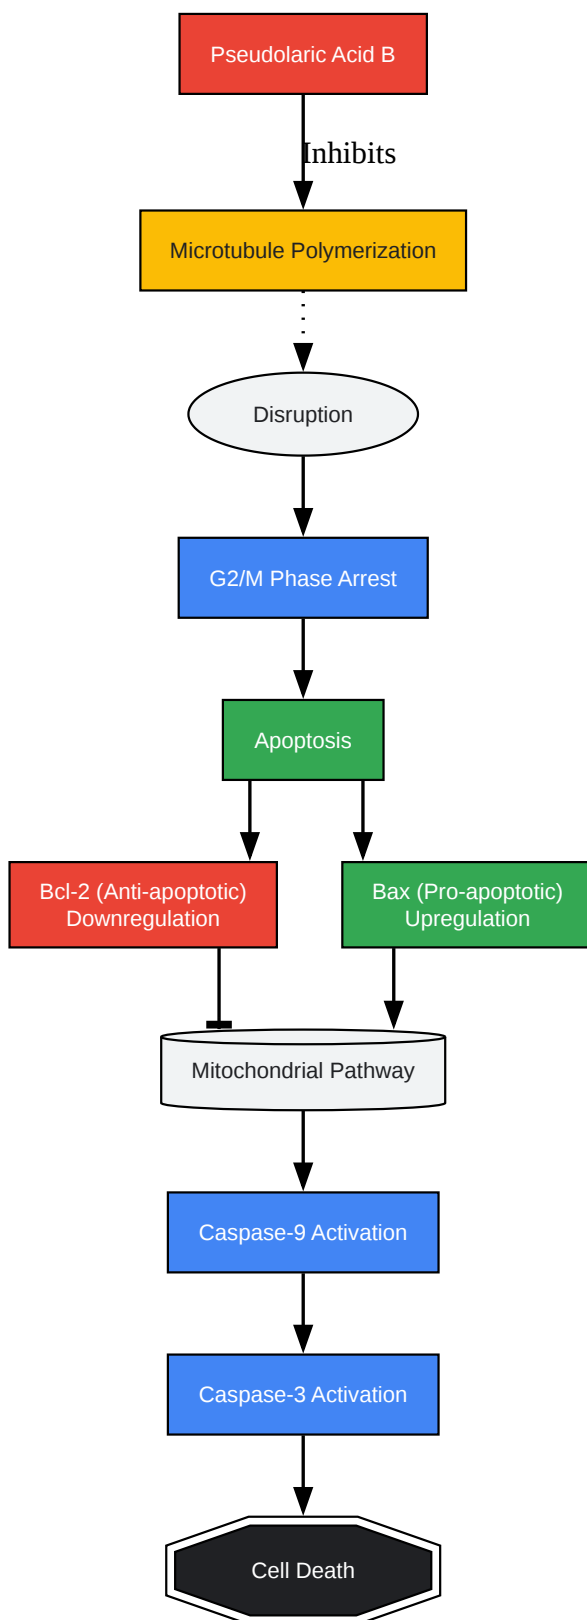 Pseudolaric Acid B
Inhibits
Microtubule Polymerization
Disruption
G2/M Phase Arrest
Apoptosis
Bcl-2 (Anti-apoptotic)
Downregulation
Bax (Pro-apoptotic)
Upregulation
Mitochondrial Pathway
Caspase-9 Activation
Caspase-3 Activation
Cell Death